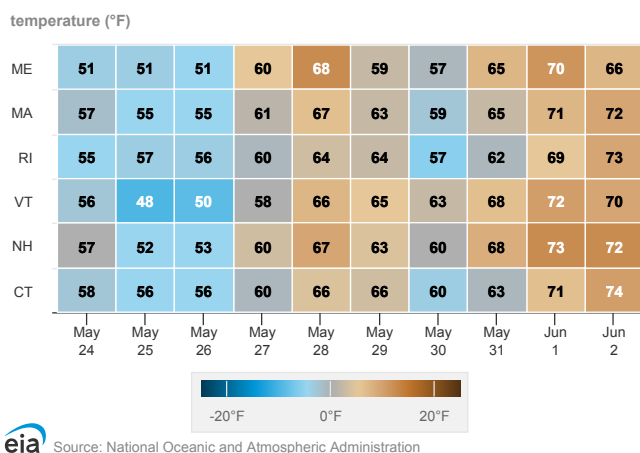 temperature (°F)
ME 51 51 51 60 68 59 57 65 70 66
MA 57 55 55 61 67 63 59 65 71 72
RI 55 57 56 60 64 64 57 62 69 73
VT 56 48 50 58 66 65 63 68 72 70
NH 57 52 53 60 67 63 60 68 73 72
CT 58 56 56 60 66 66 60 63 71 74
May May May May May May May May Jun Jun
24 25 26 27 28 29 30 31 1 2
-20°F 0°F 20°F
eia Source: National Oceanic and Atmospheric Administration